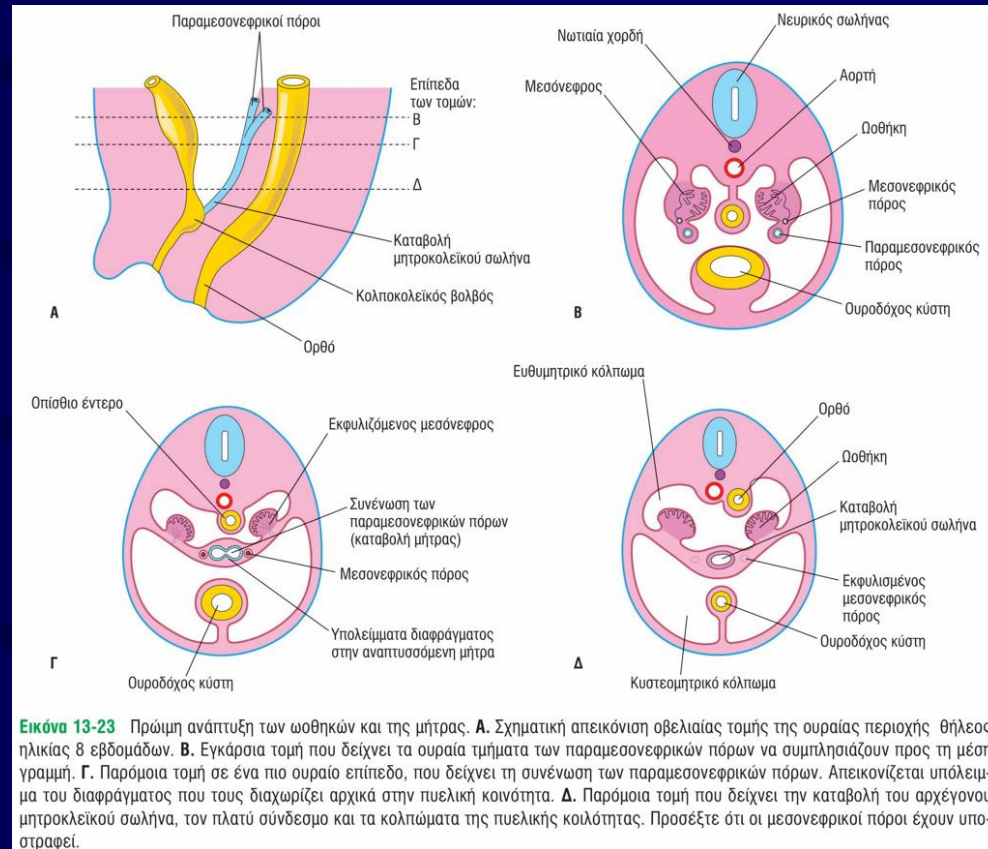 Παραμεσονεφρικοί πόροι
Επίπεδα
των τομών:
Β
Γ
Δ
Καταβολή
μητροκολεϊκού σωλήνα
Κολποκολεϊκός βολβός
Ορθό
Α
Νωτιαία χορδή
Νευρικός σωλήνας
Μεσόνεφρος
Αορτή
Ωοθήκη
Μεσονεφρικός
πόρος
Παραμεσονεφρικός
πόρος
Ουροδόχος κύστη
Β
Οπίσθιο έντερο
Εκφυλιζόμενος μεσόνεφρος
Συνένωση των
παραμεσονεφρικών πόρων
(καταβολή μήτρας)
Μεσονεφρικός πόρος
Υπολείμματα διαφράγματος
στην αναπτυσσόμενη μήτρα
Ουροδόχος κύστη
Γ
Ευθυμητρικό κόλπωμα
Ορθό
Ωοθήκη
Καταβολή
μητροκολεϊκού σωλήνα
Εκφυλισμένος
μεσονεφρικός
πόρος
Ουροδόχος κύστη
Κυστεομητρικό κόλπωμα
Δ
Εικόνα 13-23 Πρώιμη ανάπτυξη των ωοθηκών και της μήτρας. Α. Σχηματική απεικόνιση οβελιαίας τομής της ουραίας περιοχής θήλεος
ηλικίας 8 εβδομάδων. Β. Εγκάρσια τομή που δείχνει τα ουραία τμήματα των παραμεσονεφρικών πόρων να συμπλησιάζουν προς τη μέση
γραμμή. Γ. Παρόμοια τομή σε ένα πιο ουραίο επίπεδο, που δείχνει τη συνένωση των παραμεσονεφρικών πόρων. Απεικονίζεται υπόλειμ-
μα του διαφράγματος που τους διαχωρίζει αρχικά στην πυελική κοινότητα. Δ. Παρόμοια τομή που δείχνει την καταβολή του αρχέγονου
μητροκλεϊκού σωλήνα, τον πλατύ σύνδεσμο και τα κολπώματα της πυελικής κοιλότητας. Προσέξτε ότι οι μεσονεφρικοί πόροι έχουν υπο-
στραφεί.